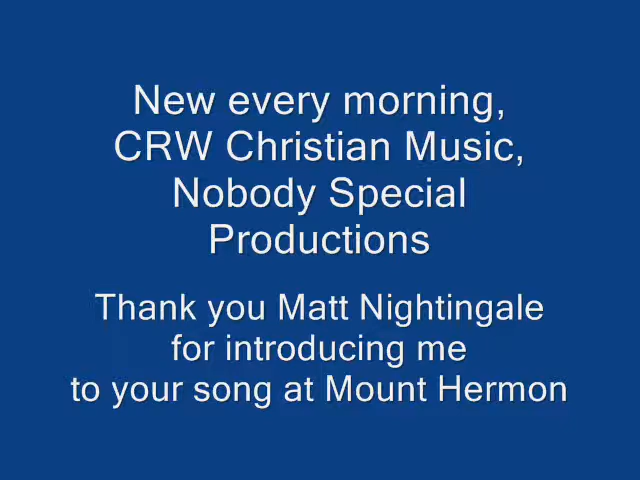 New every morning,
CRW Christian Music,
Nobody Special
Productions
Thank you Matt Nightingale
for introducing me
to your song at Mount Hermon